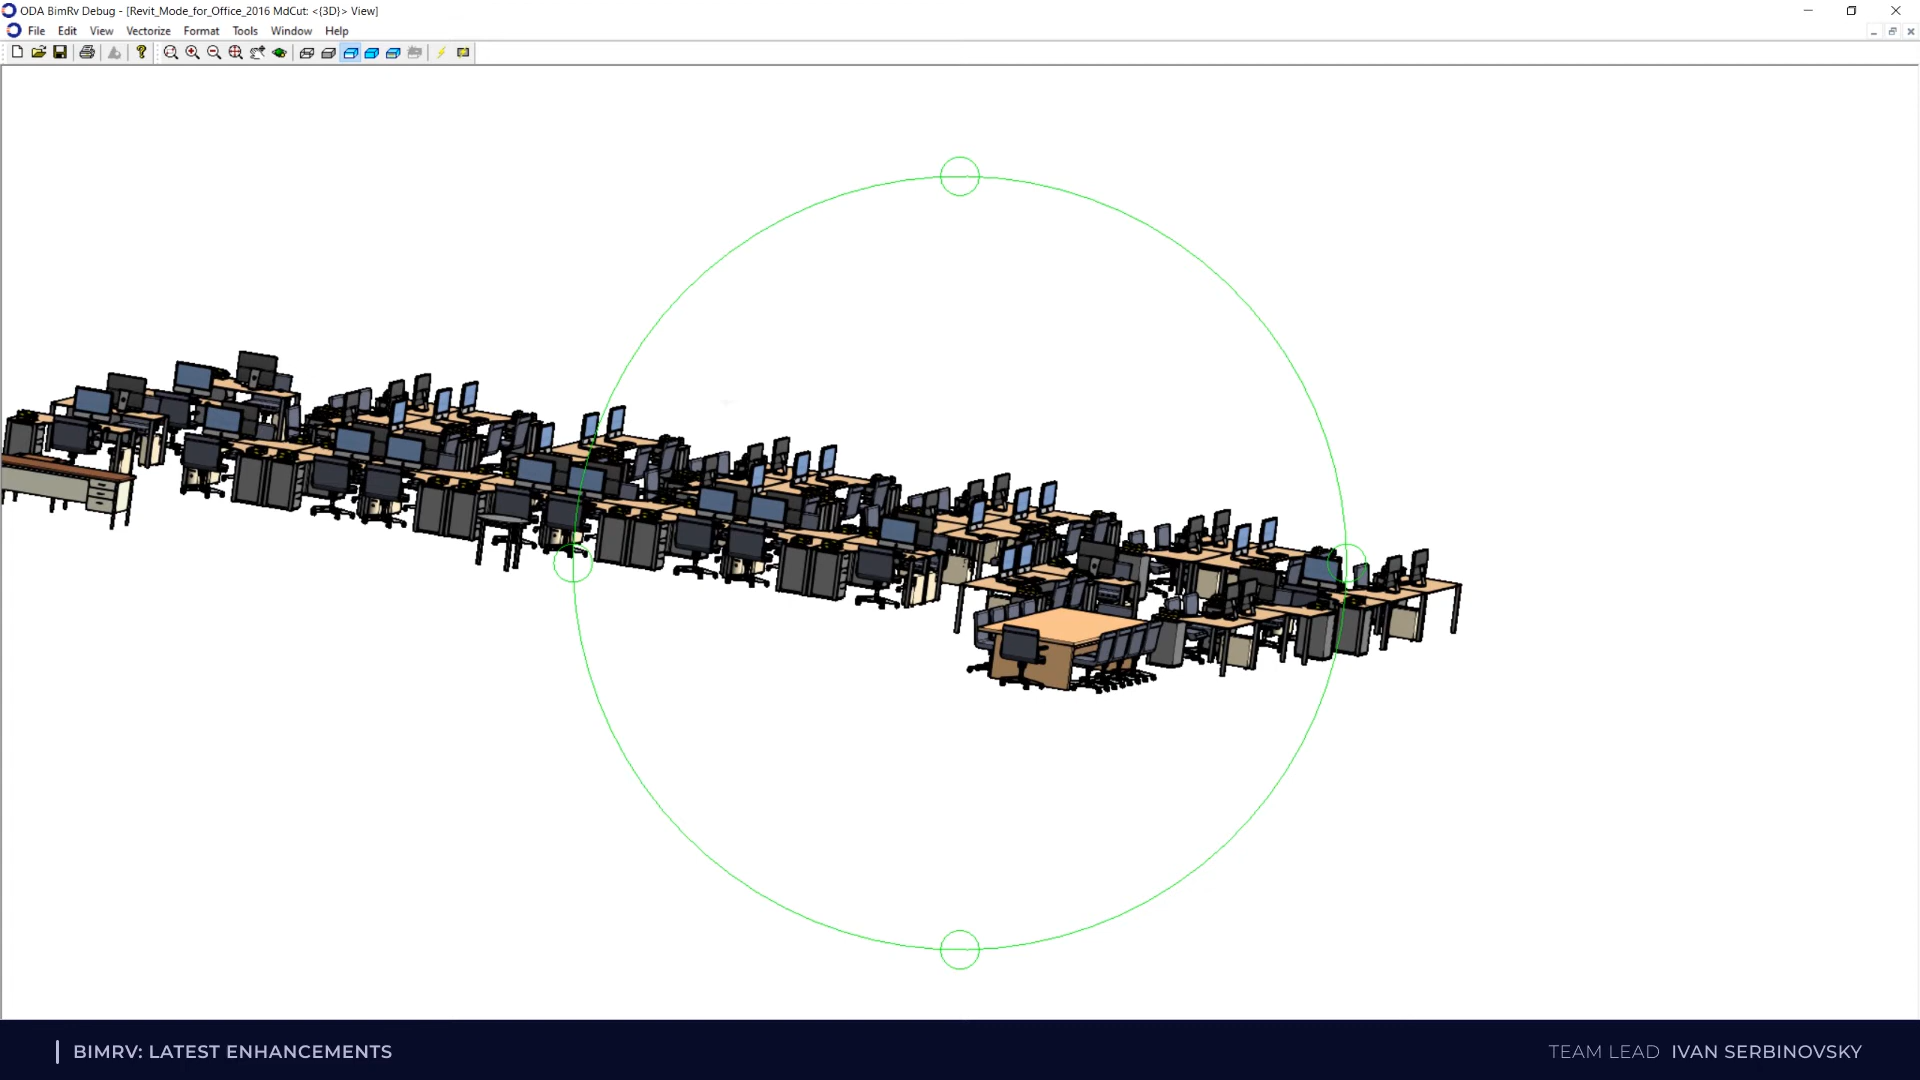 ODA BimRv Debug - [Revit_Mode_for_Office_2016 MdCut: <{3D}> View]
File Edit View Vectorize Format Tools Window Help
BIMRV: LATEST ENHANCEMENTS
TEAM LEAD IVAN SERBINOVSKY